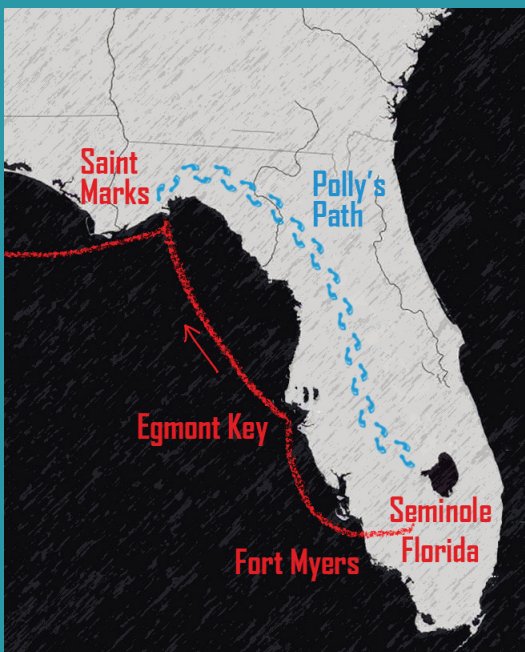 Saint
Marks
Polly's
Path
Egmont Key
Seminole
Florida
Fort Myers